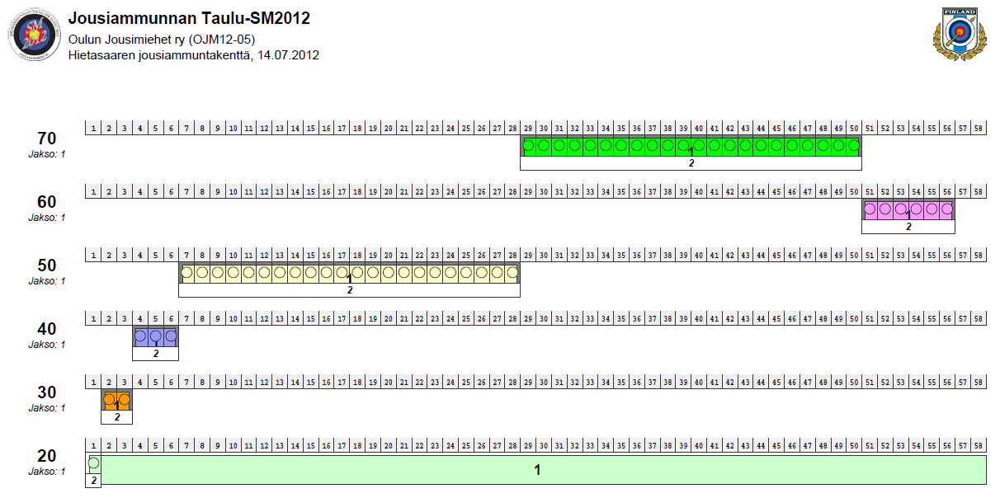 Jousiammunnan Taulu-SM2012
Oulun Jousimiehet ry (OJM12-05)
Hietasaaren jousiammuntakenttä, 14.07.2012
SM 2012
FINLAND
1 2 3 4 5 6 7 8 9 10 11 12 13 14 15 16 17 18 19 20 21 22 23 24 25 26 27 28 29 30 31 32 33 34 35 36 37 38 39 40 41 42 43 44 45 46 47 48 49 50 51 52 53 54 55 56 57 58
70
Jakso: 1
1
2
1 2 3 4 5 6 7 8 9 10 11 12 13 14 15 16 17 18 19 20 21 22 23 24 25 26 27 28 29 30 31 32 33 34 35 36 37 38 39 40 41 42 43 44 45 46 47 48 49 50 51 52 53 54 55 56 57 58
60
Jakso: 1
1
2
1 2 3 4 5 6 7 8 9 10 11 12 13 14 15 16 17 18 19 20 21 22 23 24 25 26 27 28 29 30 31 32 33 34 35 36 37 38 39 40 41 42 43 44 45 46 47 48 49 50 51 52 53 54 55 56 57 58
50
Jakso: 1
1
2
1 2 3 4 5 6 7 8 9 10 11 12 13 14 15 16 17 18 19 20 21 22 23 24 25 26 27 28 29 30 31 32 33 34 35 36 37 38 39 40 41 42 43 44 45 46 47 48 49 50 51 52 53 54 55 56 57 58
40
Jakso: 1
1
2
1 2 3 4 5 6 7 8 9 10 11 12 13 14 15 16 17 18 19 20 21 22 23 24 25 26 27 28 29 30 31 32 33 34 35 36 37 38 39 40 41 42 43 44 45 46 47 48 49 50 51 52 53 54 55 56 57 58
30
Jakso: 1
1
2
1 2 3 4 5 6 7 8 9 10 11 12 13 14 15 16 17 18 19 20 21 22 23 24 25 26 27 28 29 30 31 32 33 34 35 36 37 38 39 40 41 42 43 44 45 46 47 48 49 50 51 52 53 54 55 56 57 58
20
Jakso: 1
1
2